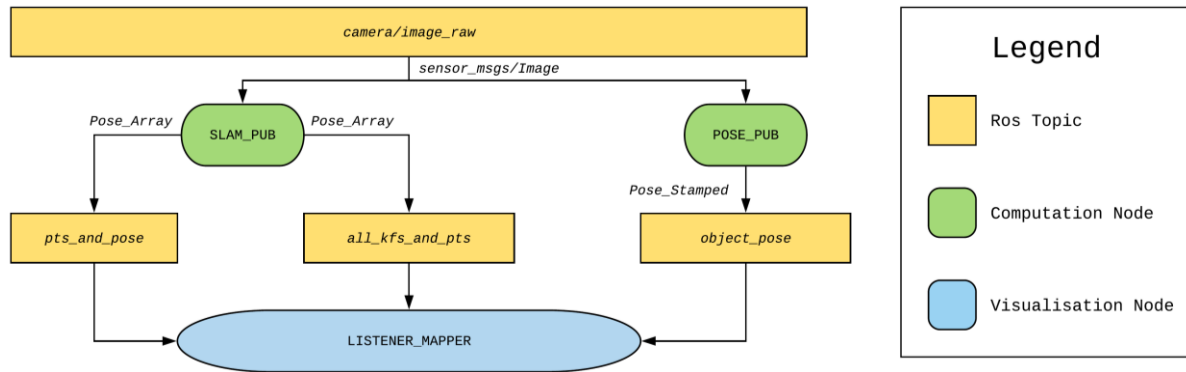 camera/image_raw
sensor_msgs/Image
Pose_Array
SLAM_PUB
Pose_Array
POSE_PUB
Pose_Stamped
pts_and_pose
all_kfs_and_pts
object_pose
LISTENER_MAPPER
Legend
Ros Topic
Computation Node
Visualisation Node